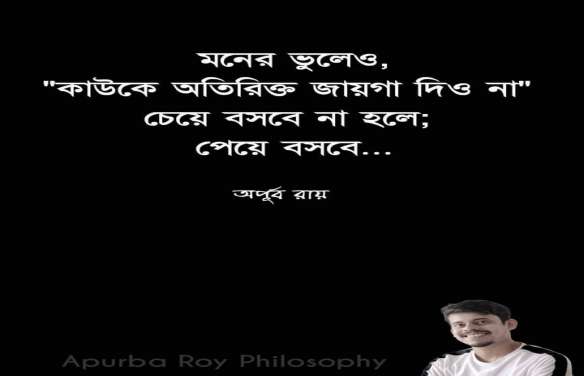 মনের ভুলেও,
"কাউকে অতিরিক্ত জায়গা দিও না"
চেয়ে বসবে না হলে;
পেয়ে বসবে...
অপূর্ব রায়
Apurba Roy Philosophy